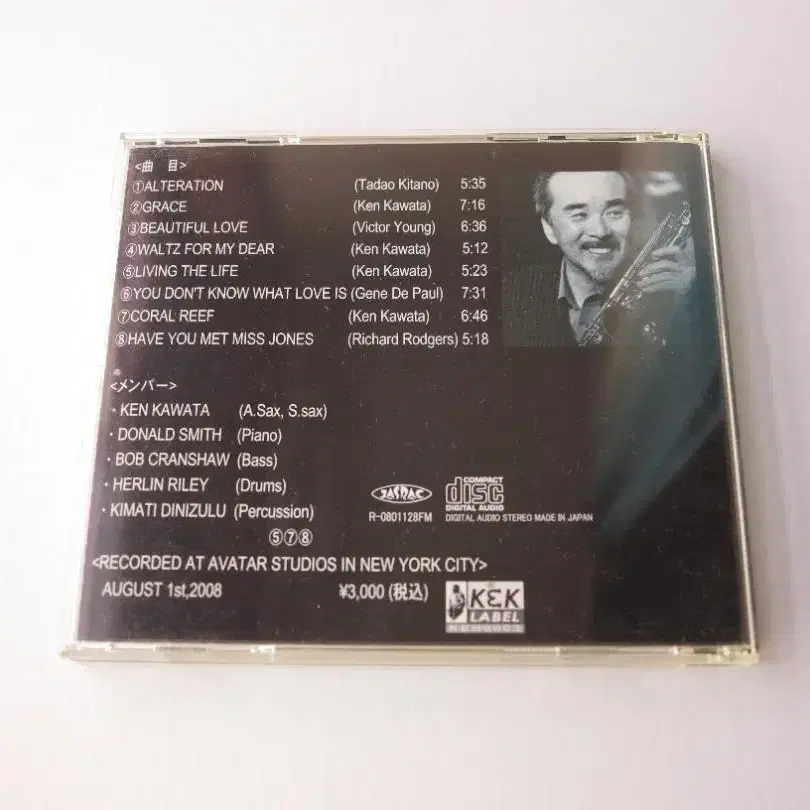 <曲 目>
①ALTERATION (Tadao Kitano) 5:35
②GRACE (Ken Kawata) 7:16
③BEAUTIFUL LOVE (Victor Young) 6:36
④WALTZ FOR MY DEAR (Ken Kawata) 5:12
⑤LIVING THE LIFE (Ken Kawata) 5:23
⑥YOU DON'T KNOW WHAT LOVE IS (Gene De Paul) 7:31
⑦CORAL REEF (Ken Kawata) 6:46
⑧HAVE YOU MET MISS JONES (Richard Rodgers) 5:18
<メンバー>
・KEN KAWATA (A.Sax, S.sax)
・DONALD SMITH (Piano)
・BOB CRANSHAW (Bass)
・HERLIN RILEY (Drums)
・KIMATI DINIZULU (Percussion)
⑤⑦⑧
JASRAC
R-0801128FM
COMPACT
disc
DIGITAL AUDIO
DIGITAL AUDIO STEREO MADE IN JAPAN
<RECORDED AT AVATAR STUDIOS IN NEW YORK CITY>
AUGUST 1st,2008 ¥3,000 (税込)
KEK
LABEL